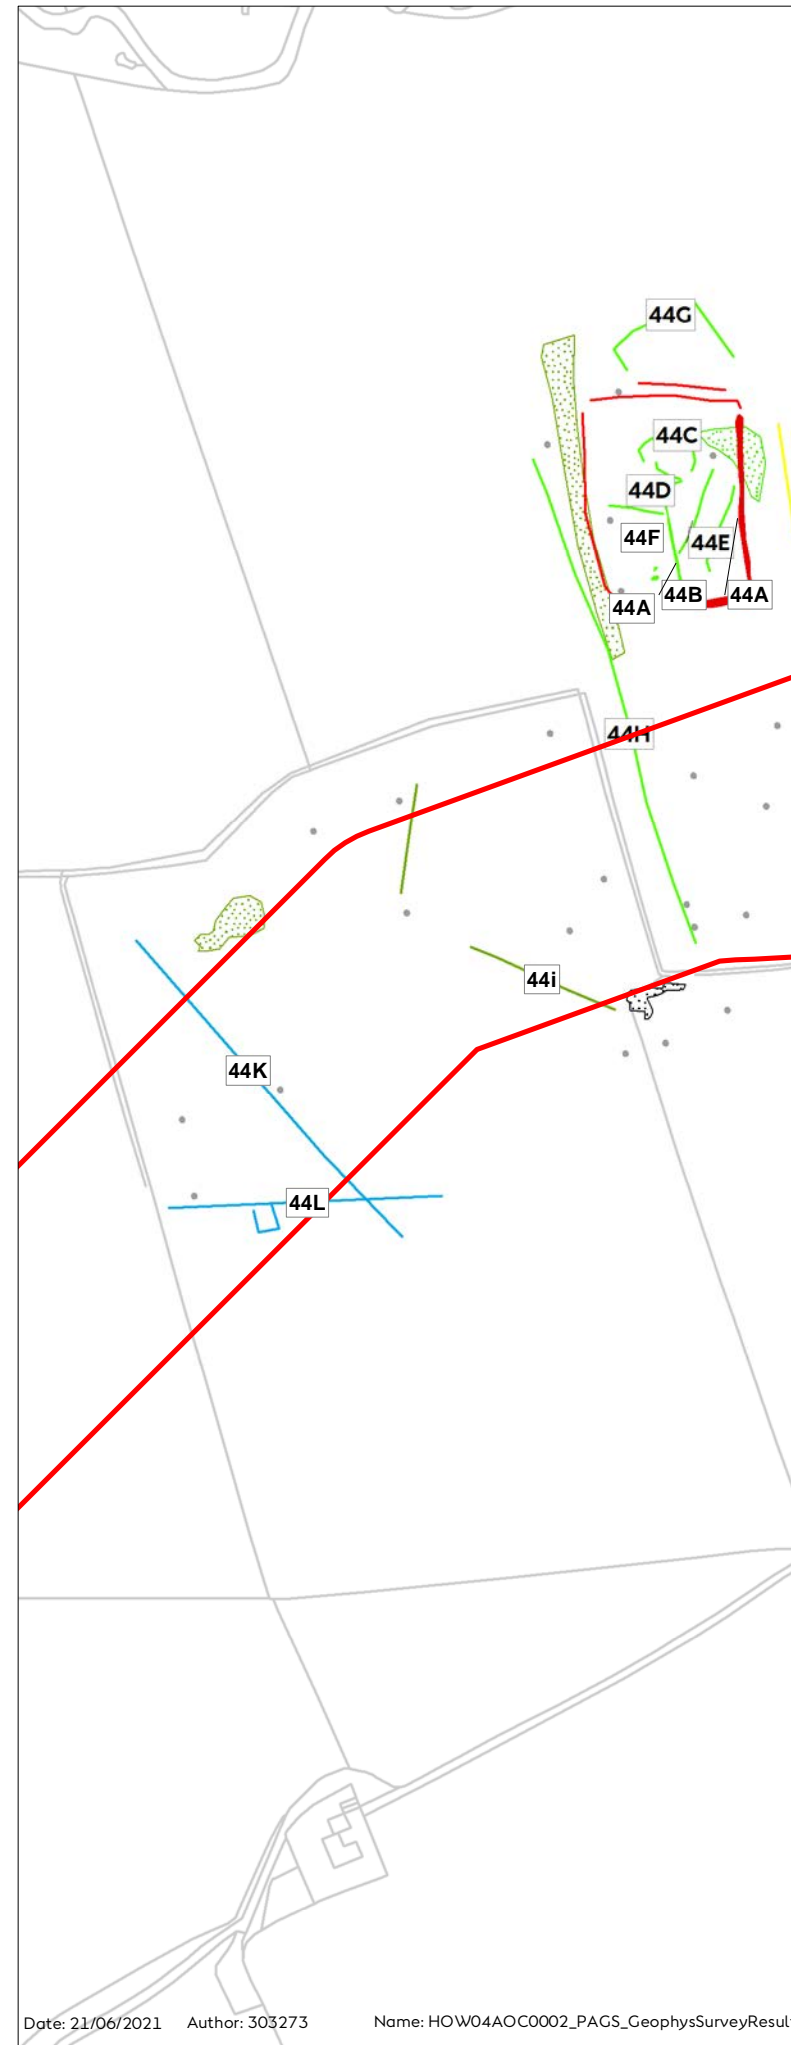 44G
44C
44D
44F
44E
44A
44B
44A
44H
44i
44K
44L
Date: 21/06/2021 Author: 303273 Name: HOW04AOC0002_PAGS_GeophysSurveyResul